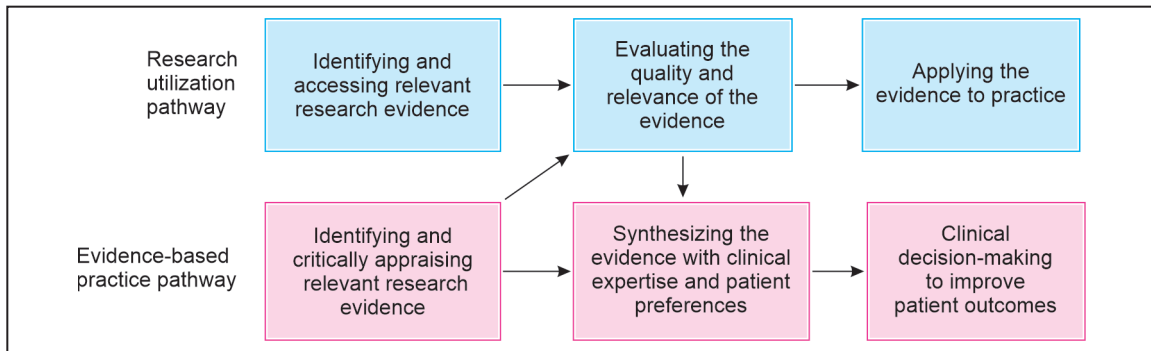 Research
utilization
pathway
Identifying and
accessing relevant
research evidence
Evaluating the
quality and
relevance of the
evidence
Applying the
evidence to practice
Evidence-based
practice pathway
Identifying and
critically appraising
relevant research
evidence
Synthesizing the
evidence with clinical
expertise and patient
preferences
Clinical
decision-making
to improve
patient outcomes